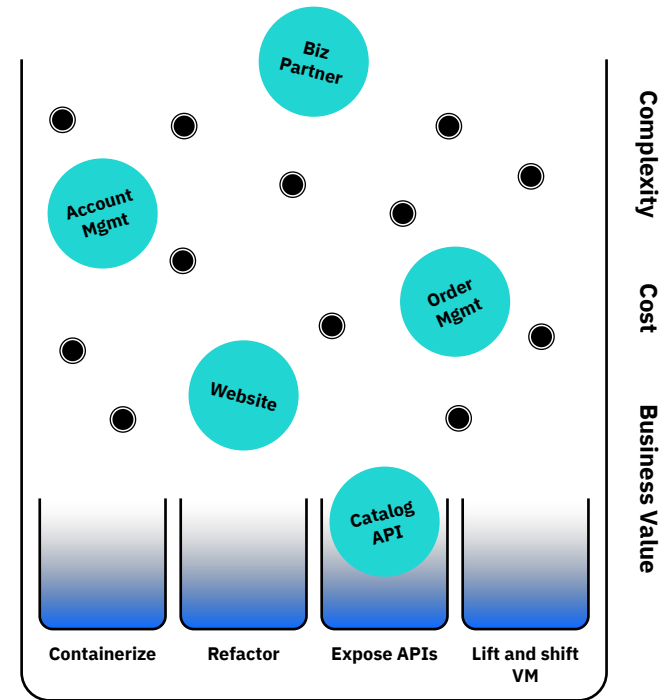 Biz
Partner
Complexity
Account
Mgmt
Order
Mgmt
Cost
Website
Business Value
Catalog
API
Containerize
Refactor
Expose APIs
Lift and shift
VM